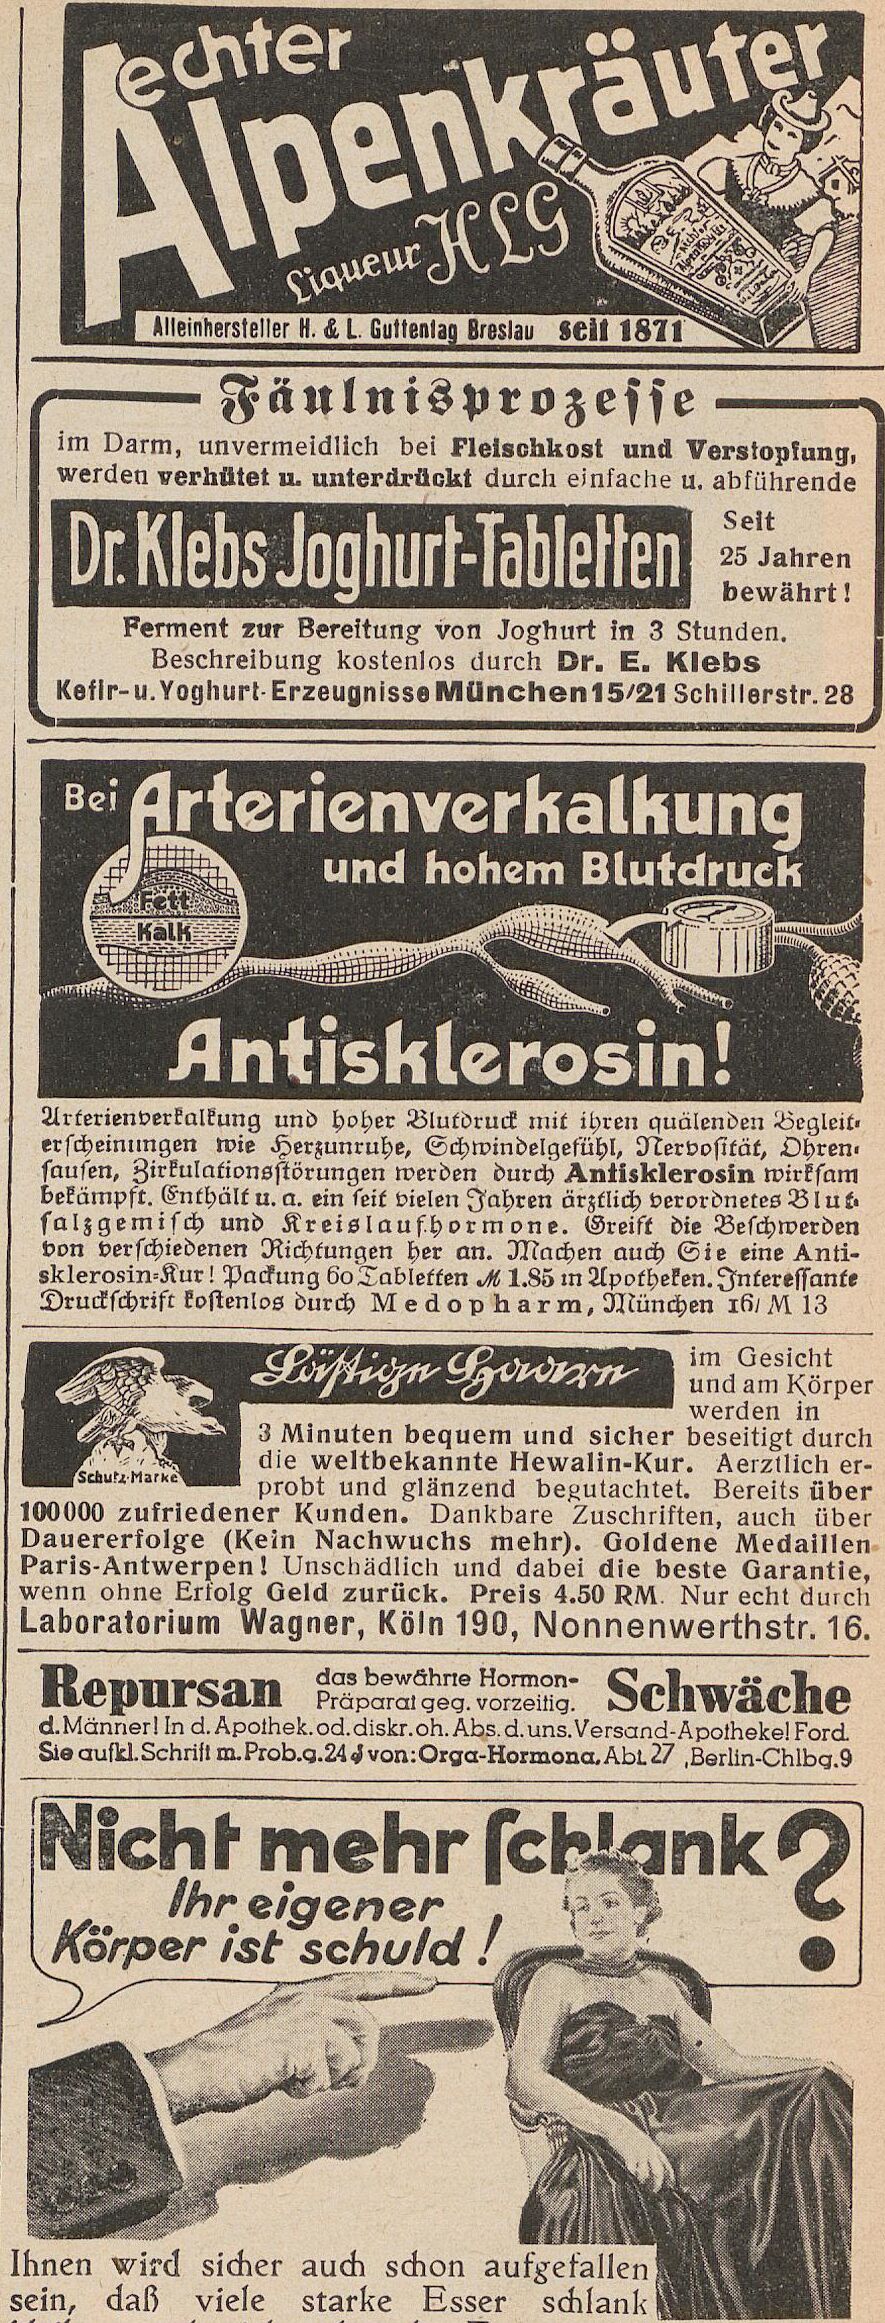 echter
Alpenkräuter
Liqueur HLG
Alleinhersteller H. & L. Guttentag Breslau seit 1871
Fäulnisprozesse
im Darm, unvermeidlich bei Fleischkost und Verstopfung,
werden verhütet u. unterdrückt durch einfache u. abführende
Dr. Klebs Joghurt-Tabletten
Seit
25 Jahren
bewährt!
Ferment zur Bereitung von Joghurt in 3 Stunden.
Beschreibung kostenlos durch Dr. E. Klebs
Kefir- u. Yoghurt-Erzeugnisse München 15/21 Schillerstr. 28
Bei Arterienverkalkung
und hohem Blutdruck
Fett
Kalk
Antisklerosin!
Arterienverkalkung und hoher Blutdruck mit ihren quälenden Begleit-
erscheinungen wie Herzunruhe, Schwindelgefühl, Nervosität, Ohren-
sausen, Zirkulationsstörungen werden durch Antisklerosin wirksam
bekämpft. Enthält u. a. ein seit vielen Jahren ärztlich verordnetes Blut-
salzgemisch und Kreislaufhormone. Greift die Beschwerden
von verschiedenen Richtungen her an. Machen auch Sie eine Anti-
sklerosin-Kur! Packung 60 Tabletten M 1.85 in Apotheken. Interessante
Druckschrift kostenlos durch Medopharm, München 16/ M 13
Lästige Haare
im Gesicht
und am Körper
werden in
Schutz-Marke
3 Minuten bequem und sicher beseitigt durch
die weltbekannte Hewalin-Kur. Aerztlich er-
probt und glänzend begutachtet. Bereits über
100000 zufriedener Kunden. Dankbare Zuschriften, auch über
Dauererfolge (Kein Nachwuchs mehr). Goldene Medaillen
Paris-Antwerpen! Unschädlich und dabei die beste Garantie,
wenn ohne Erfolg Geld zurück. Preis 4.50 RM. Nur echt durch
Laboratorium Wagner, Köln 190, Nonnenwerthstr. 16.
Repursan das bewährte Hormon-Präparat geg. vorzeitig. Schwäche
d. Männer! In d. Apothek. od. diskr. oh. Abs. d. uns. Versand-Apotheke! Ford.
Sie aufkl. Schrift m. Prob. g. 24 ₰ von: Orga-Hormona, Abt. 27, Berlin-Chlbg. 9
Nicht mehr schlank?
Ihr eigener
Körper ist schuld!
Ihnen wird sicher auch schon aufgefallen
sein, daß viele starke Esser schlank